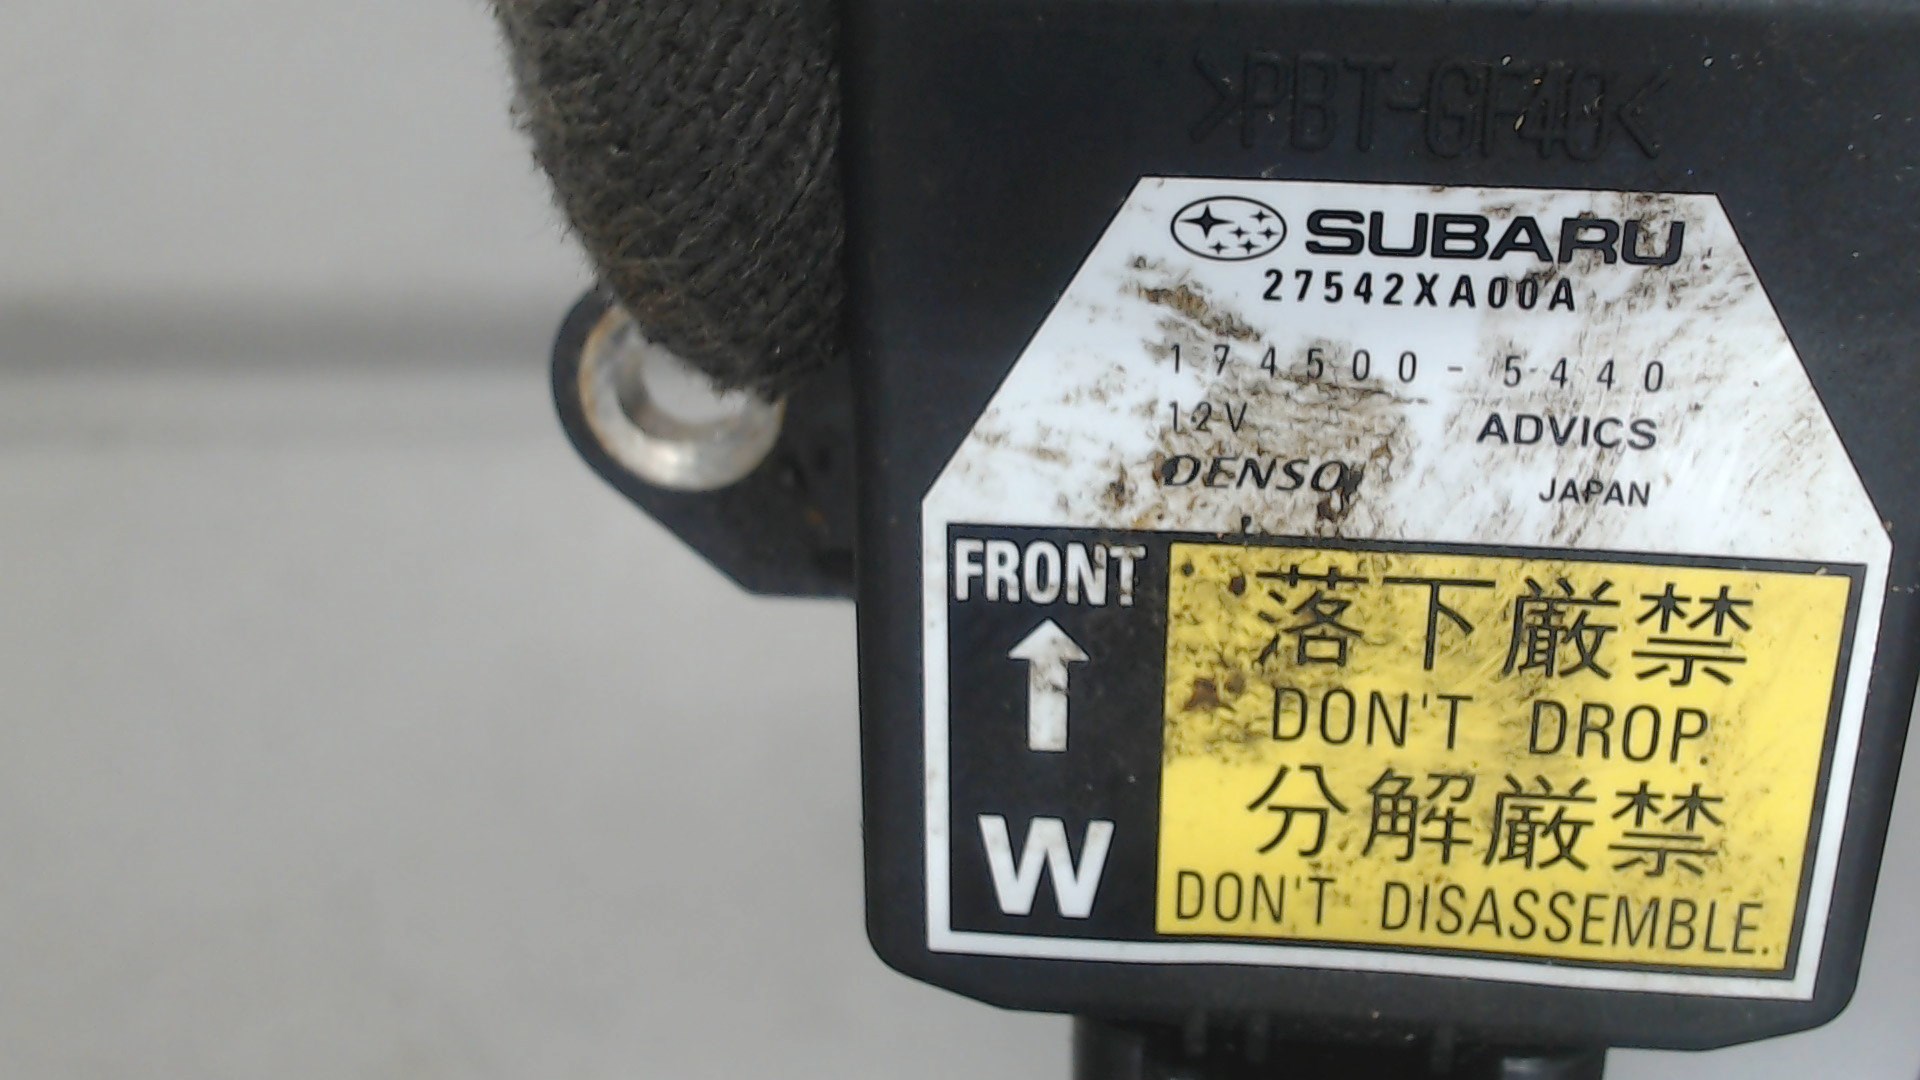 >PBT-GF40<
SUBARU
27542XA00A
174500-5440
12V ADVICS
DENSO JAPAN
FRONT
W
落下厳禁
DON'T DROP.
分解厳禁
DON'T DISASSEMBLE.